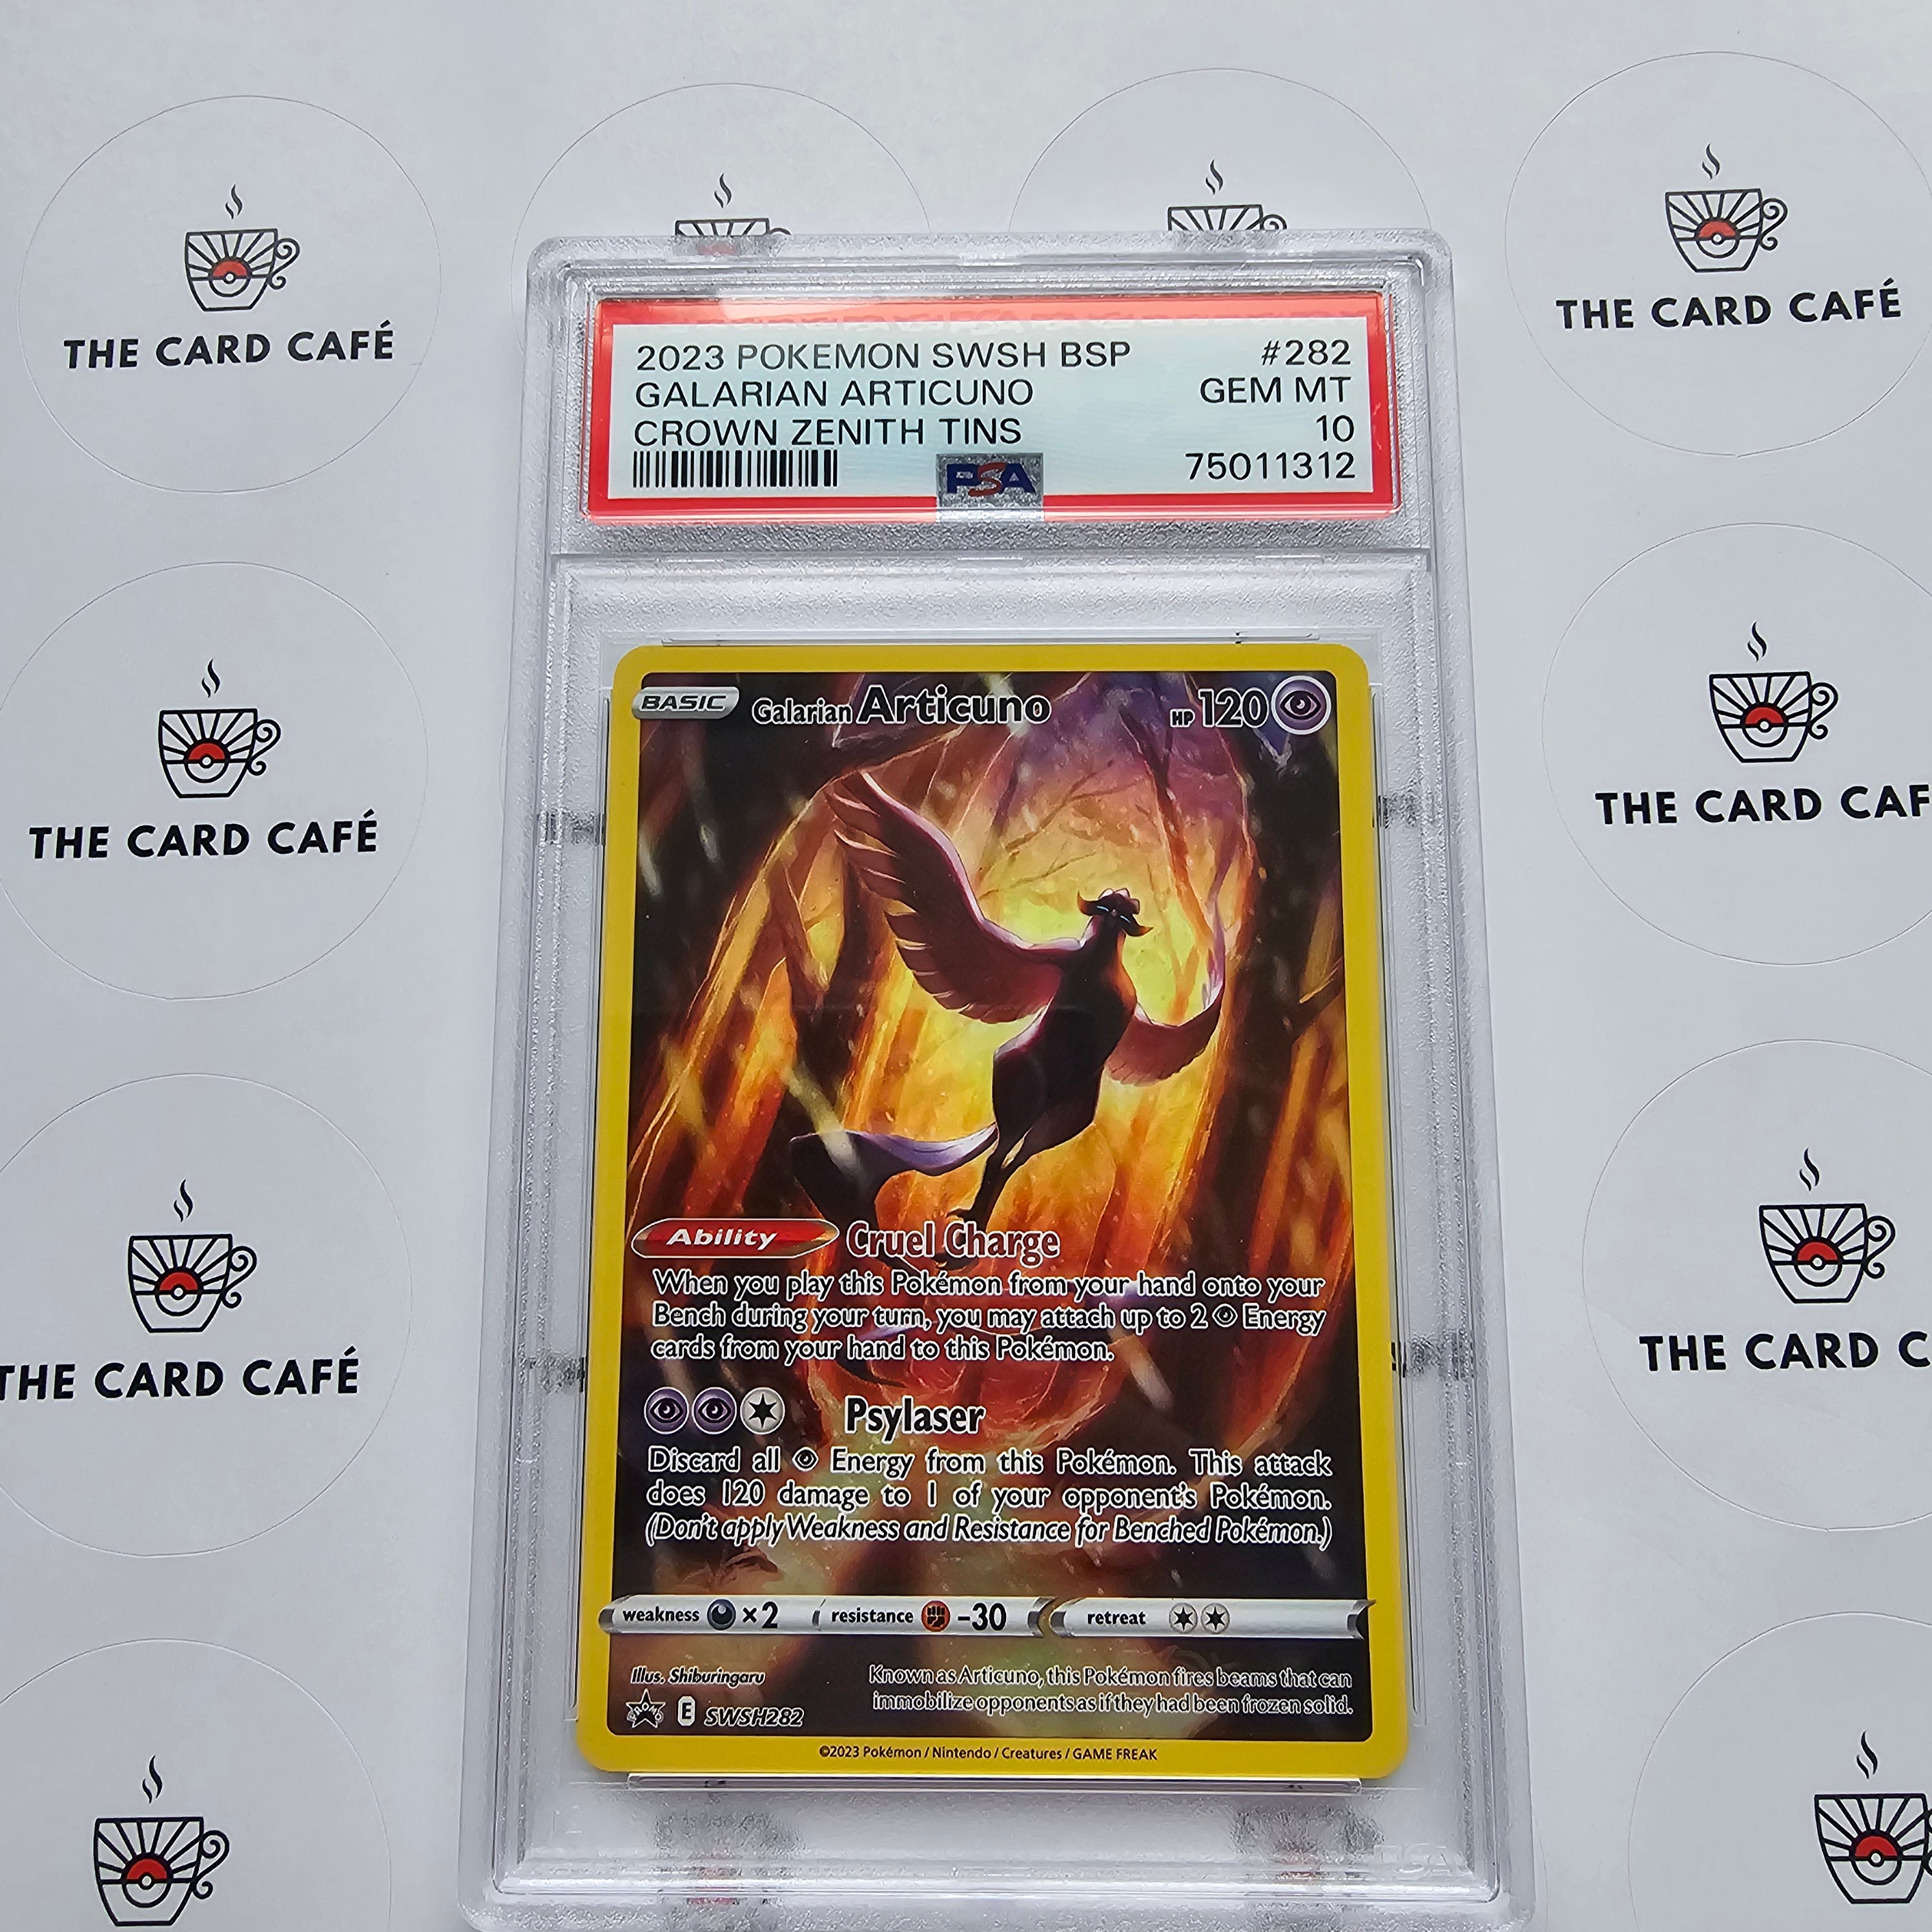 THE CARD CAFÉ
THE CARD CAFÉ
2023 POKEMON SWSH BSP #282
GALARIAN ARTICUNO GEM MT
CROWN ZENITH TINS 10
PSA 75011312
BASIC Galarian Articuno HP 120
THE CARD CAFÉ
THE CARD CAF
Ability Cruel Charge
When you play this Pokémon from your hand onto your
Bench during your turn, you may attach up to 2 Energy
cards from your hand to this Pokémon.
THE CARD CAFÉ
THE CARD C
Psylaser
Discard all Energy from this Pokémon. This attack
does 120 damage to 1 of your opponent's Pokémon.
(Don't apply Weakness and Resistance for Benched Pokémon.)
weakness ×2 resistance -30 retreat
Illus. Shiburingaru
Known as Articuno, this Pokémon fires beams that can
immobilize opponents as if they had been frozen solid.
PROMO E SWSH282
©2023 Pokémon / Nintendo / Creatures / GAME FREAK